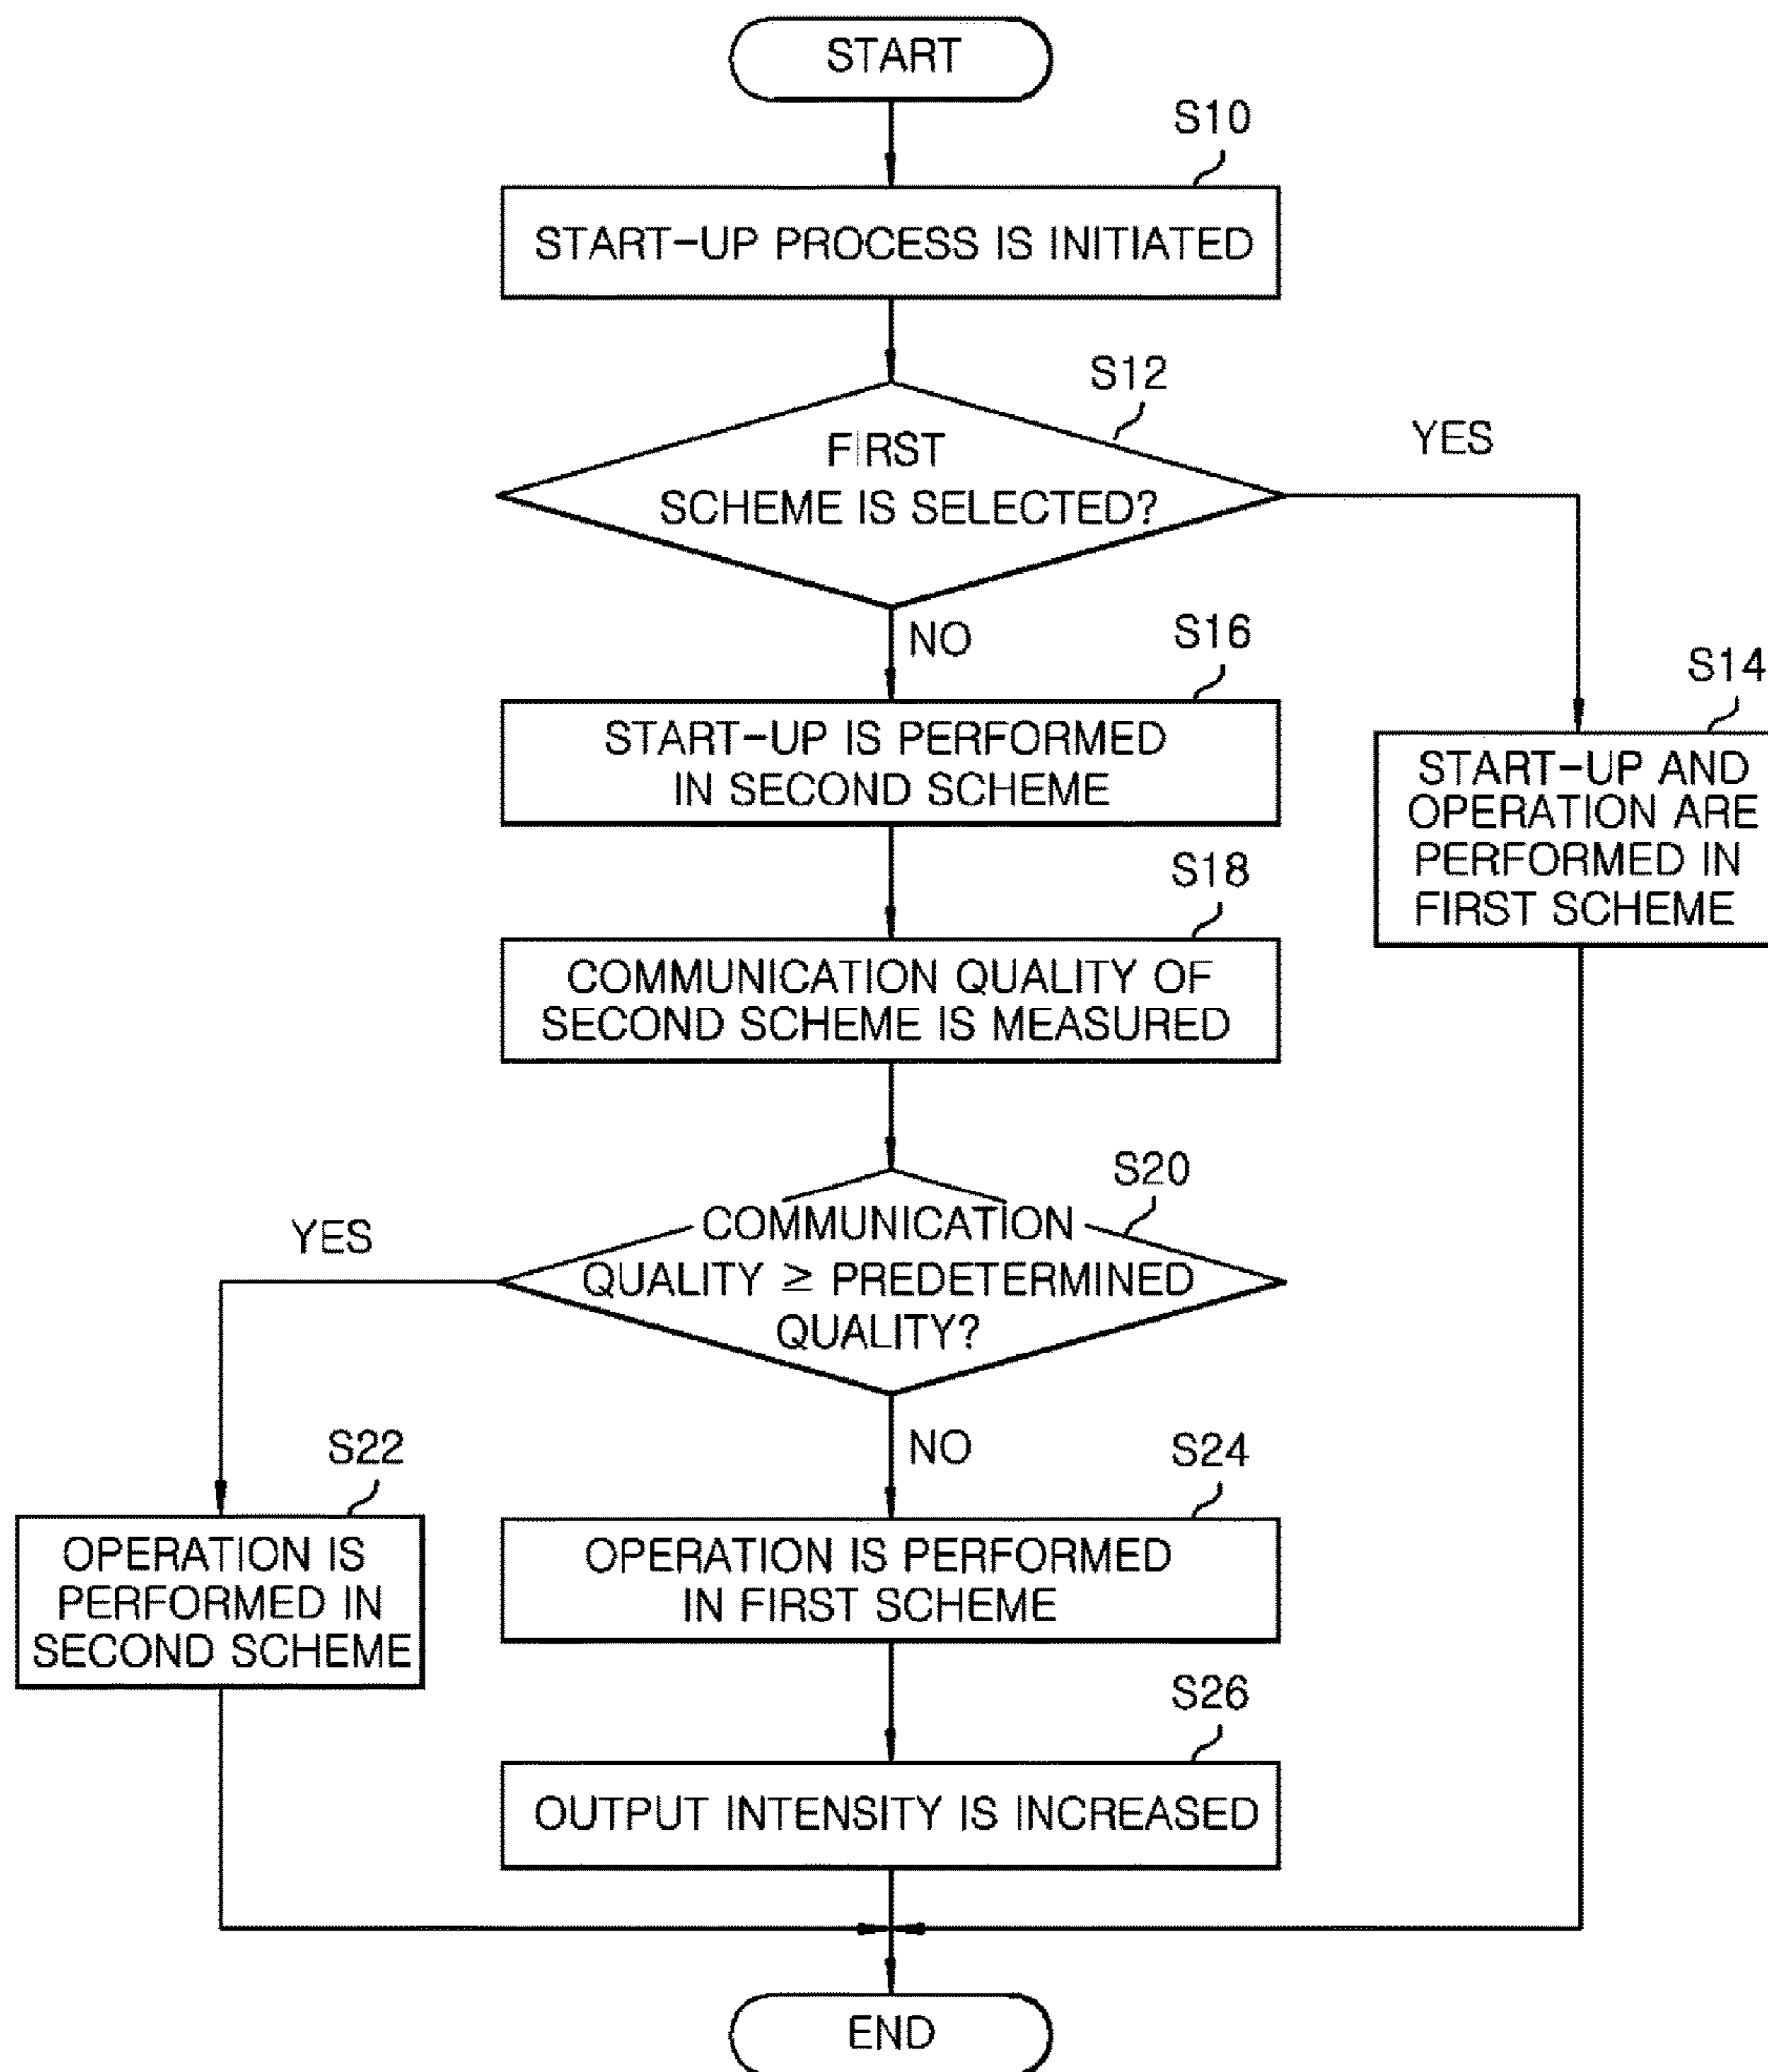 START
S10
START-UP PROCESS IS INITIATED
S12
FIRST
SCHEME IS SELECTED?
YES
NO
S16
START-UP IS PERFORMED
IN SECOND SCHEME
S14
START-UP AND
OPERATION ARE
PERFORMED IN
FIRST SCHEME
S18
COMMUNICATION QUALITY OF
SECOND SCHEME IS MEASURED
S20
COMMUNICATION
QUALITY ≥ PREDETERMINED
QUALITY?
YES
NO
S22
OPERATION IS
PERFORMED IN
SECOND SCHEME
S24
OPERATION IS PERFORMED
IN FIRST SCHEME
S26
OUTPUT INTENSITY IS INCREASED
END